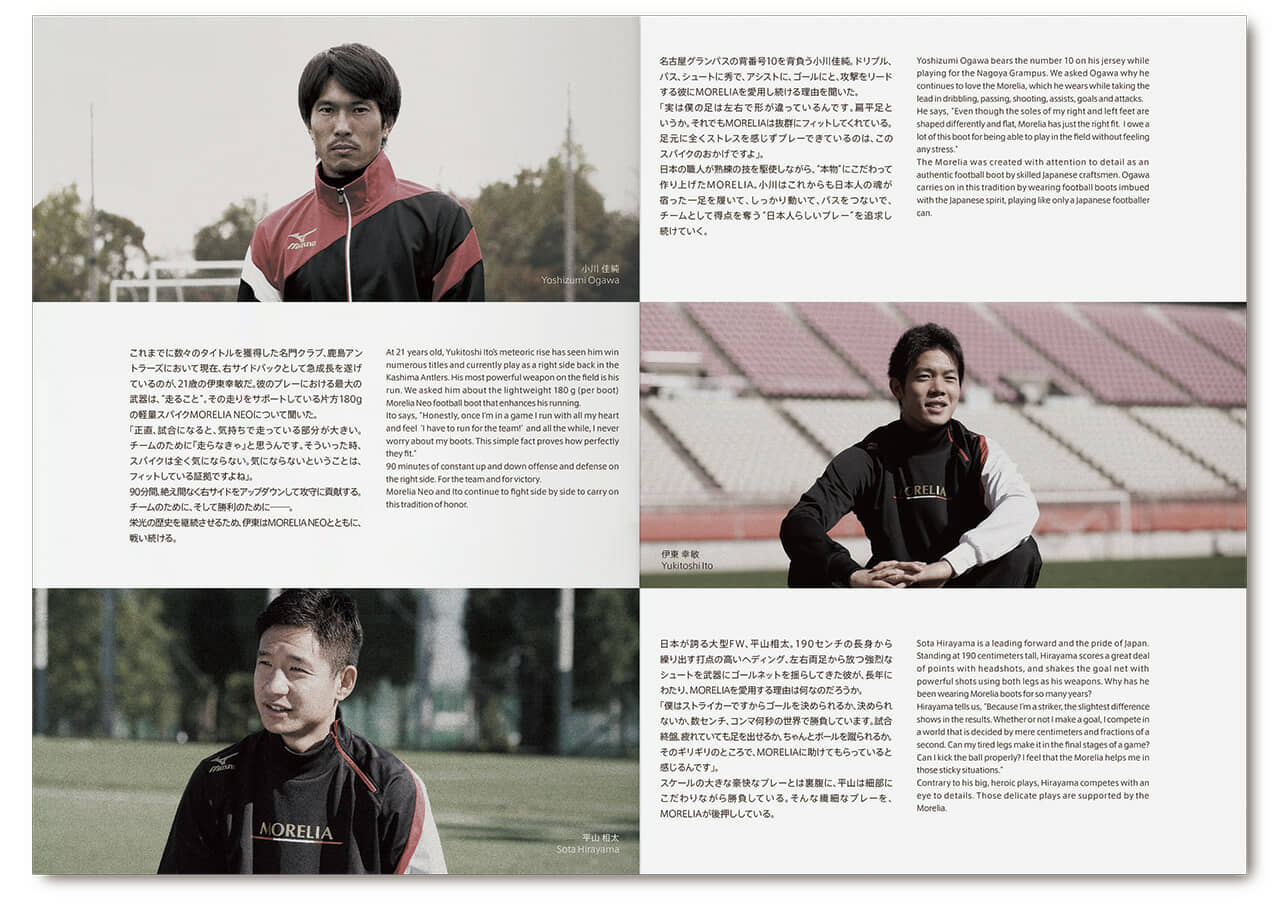 小川 佳純
Yoshizumi Ogawa
名古屋グランパスの背番号10を背負う小川佳純。ドリブル、
パス、シュートに秀で、アシストに、ゴールにと、攻撃をリード
する彼にMORELIAを愛用し続ける理由を聞いた。
「実は僕の足は左右で形が違っているんです。扁平足と
いうか。それでもMORELIAは抜群にフィットしてくれている。
足元に全くストレスを感じずプレーできているのは、この
スパイクのおかげですよ」。
日本の職人が熟練の技を駆使しながら、“本物”にこだわって
作り上げたMORELIA。小川はこれからも日本人の魂が
宿った一足を履いて、しっかり動いて、パスをつないで、
チームとして得点を奪う“日本人らしいプレー”を追求し
続けていく。
Yoshizumi Ogawa bears the number 10 on his jersey while
playing for the Nagoya Grampus. We asked Ogawa why he
continues to love the Morelia, which he wears while taking the
lead in dribbling, passing, shooting, assists, goals and attacks.
He says, "Even though the soles of my right and left feet are
shaped differently and flat, Morelia has just the right fit. I owe a
lot of this boot for being able to play in the field without feeling
any stress."
The Morelia was created with attention to detail as an
authentic football boot by skilled Japanese craftsmen. Ogawa
carries on in this tradition by wearing football boots imbued
with the Japanese spirit, playing like only a Japanese footballer
can.
これまでに数々のタイトルを獲得した名門クラブ、鹿島アン
トラーズにおいて現在、右サイドバックとして急成長を遂げ
ているのが、21歳の伊東幸敏だ。彼のプレーにおける最大の
武器は、“走ること”。その走りをサポートしている片方180g
の軽量スパイクMORELIA NEOについて聞いた。
「正直、試合になると、気持ちで走っている部分が大きい。
チームのために「走らなきゃ」と思うんです。そういった時、
スパイクは全く気にならない。気にならないということは、
フィットしている証拠ですよね」。
90分間、絶え間なく右サイドをアップダウンして攻守に貢献する。
チームのために、そして勝利のために――。
栄光の歴史を継続させるため、伊東はMORELIA NEOとともに、
戦い続ける。
At 21 years old, Yukitoshi Ito's meteoric rise has seen him win
numerous titles and currently play as a right side back in the
Kashima Antlers. His most powerful weapon on the field is his
run. We asked him about the lightweight 180 g (per boot)
Morelia Neo football boot that enhances his running.
Ito says, "Honestly, once I'm in a game I run with all my heart
and feel 'I have to run for the team!' and all the while, I never
worry about my boots. This simple fact proves how perfectly
they fit."
90 minutes of constant up and down offense and defense on
the right side. For the team and for victory.
Morelia Neo and Ito continue to fight side by side to carry on
this tradition of honor.
MORELIA
伊東 幸敏
Yukitoshi Ito
MIZUNO
MORELIA
平山 相太
Sota Hirayama
日本が誇る大型FW、平山相太。190センチの長身から
繰り出す打点の高いヘディング、左右両足から放つ強烈な
シュートを武器にゴールネットを揺らしてきた彼が、長年に
わたり、MORELIAを愛用する理由は何なのだろうか。
「僕はストライカーですからゴールを決められるか、決められ
ないか、数センチ、コンマ何秒の世界で勝負しています。試合
終盤、疲れていても足を出せるか、ちゃんとボールを蹴られるか。
そのギリギリのところで、MORELIAに助けてもらっていると
感じるんです」。
スケールの大きな豪快なプレーとは裏腹に、平山は細部に
こだわりながら勝負している。そんな繊細なプレーを、
MORELIAが後押ししている。
Sota Hirayama is a leading forward and the pride of Japan.
Standing at 190 centimeters tall, Hirayama scores a great deal
of points with headshots, and shakes the goal net with
powerful shots using both legs as his weapons. Why has he
been wearing Morelia boots for so many years?
Hirayama tells us, "Because I'm a striker, the slightest difference
shows in the results. Whether or not I make a goal, I compete in
a world that is decided by mere centimeters and fractions of a
second. Can my tired legs make it in the final stages of a game?
Can I kick the ball properly? I feel that the Morelia helps me in
those sticky situations."
Contrary to his big, heroic plays, Hirayama competes with an
eye to details. Those delicate plays are supported by the
Morelia.